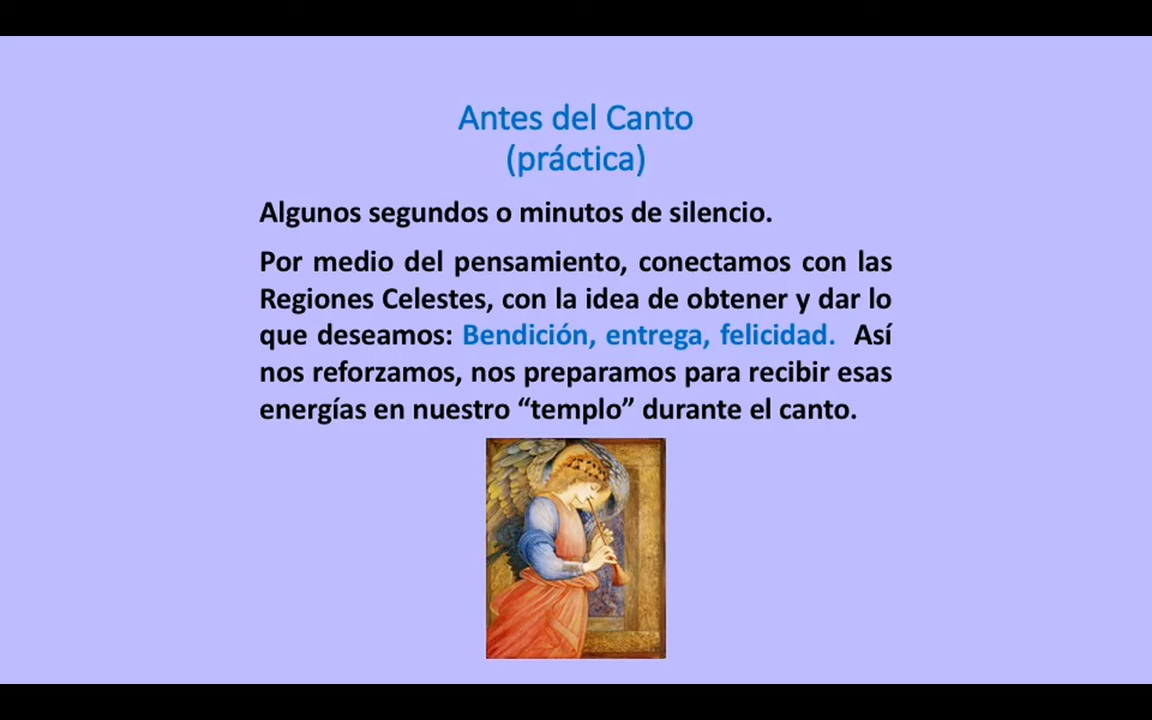 Antes del Canto
(práctica)
Algunos segundos o minutos de silencio.
Por medio del pensamiento, conectamos con las
Regiones Celestes, con la idea de obtener y dar lo
que deseamos: Bendición, entrega, felicidad. Así
nos reforzamos, nos preparamos para recibir esas
energías en nuestro “templo” durante el canto.